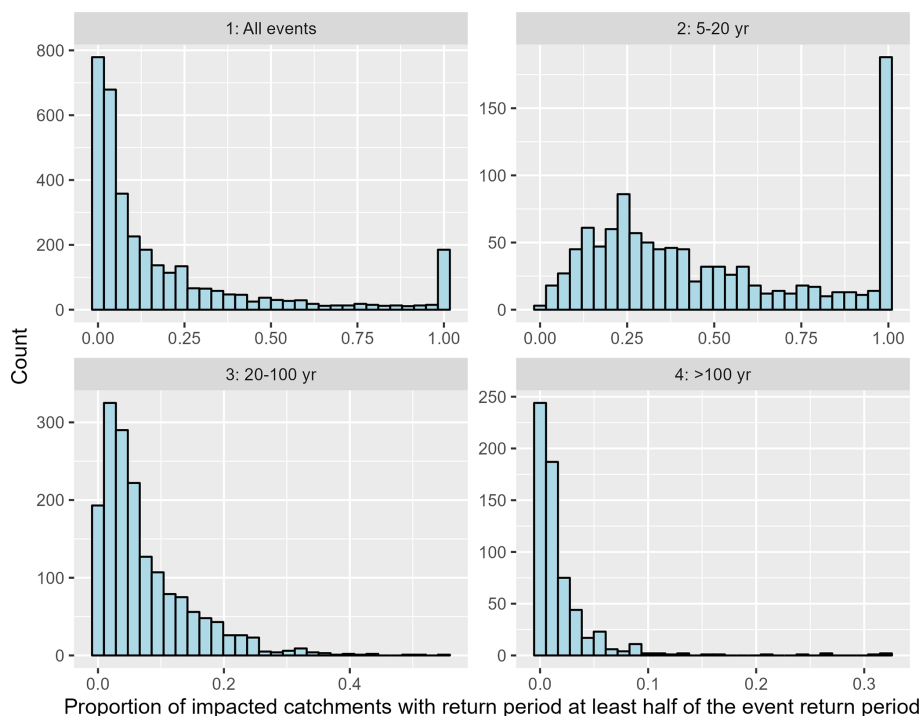 1: All events
2: 5-20 yr
800
600
400
200
0
150
100
50
0
0.00 0.25 0.50 0.75 1.00
0.00 0.25 0.50 0.75 1.00
Count
3: 20-100 yr
4: >100 yr
300
200
100
0
250
200
150
100
50
0
0.0 0.2 0.4
0.0 0.1 0.2 0.3
Proportion of impacted catchments with return period at least half of the event return period